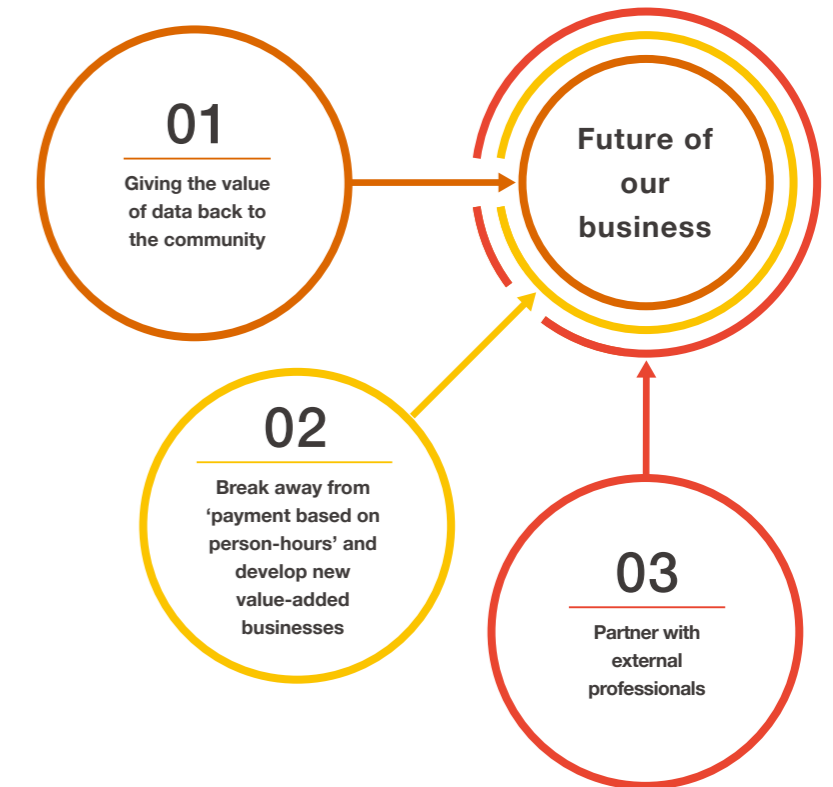 01
Giving the value
of data back to
the community
Future of
our
business
02
Break away from
‘payment based on
person-hours’ and
develop new
value-added
businesses
03
Partner with
external
professionals